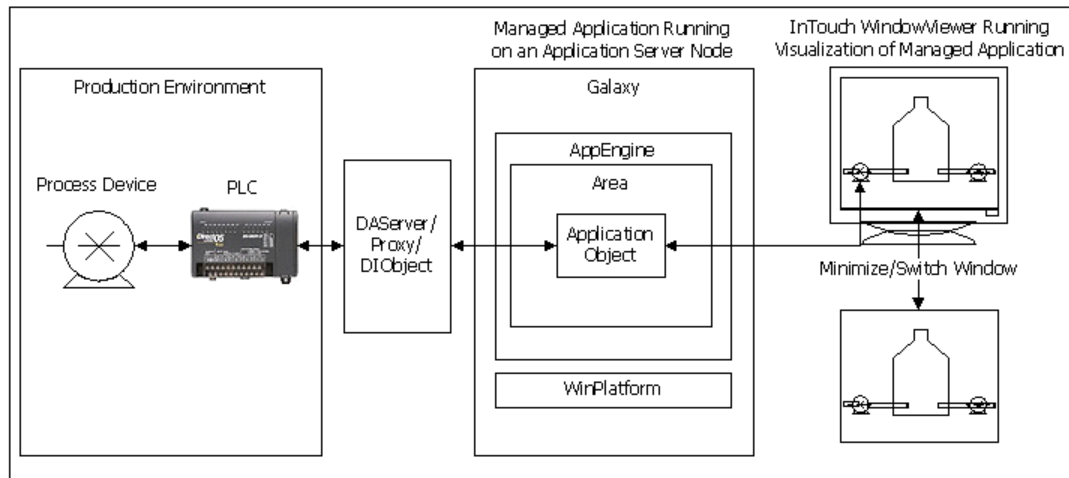 Managed Application Running
on an Application Server Node
InTouch WindowViewer Running
Visualization of Managed Application
Production Environment
Galaxy
AppEngine
Area
Process Device
PLC
DAServer/
Proxy/
DIObject
Application
Object
Minimize/Switch Window
WinPlatform